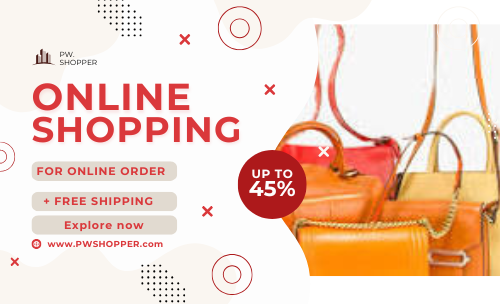 PW.
SHOPPER
ONLINE
SHOPPING
FOR ONLINE ORDER
+ FREE SHIPPING
Explore now
www.PWSHOPPER.com
UP TO
45%